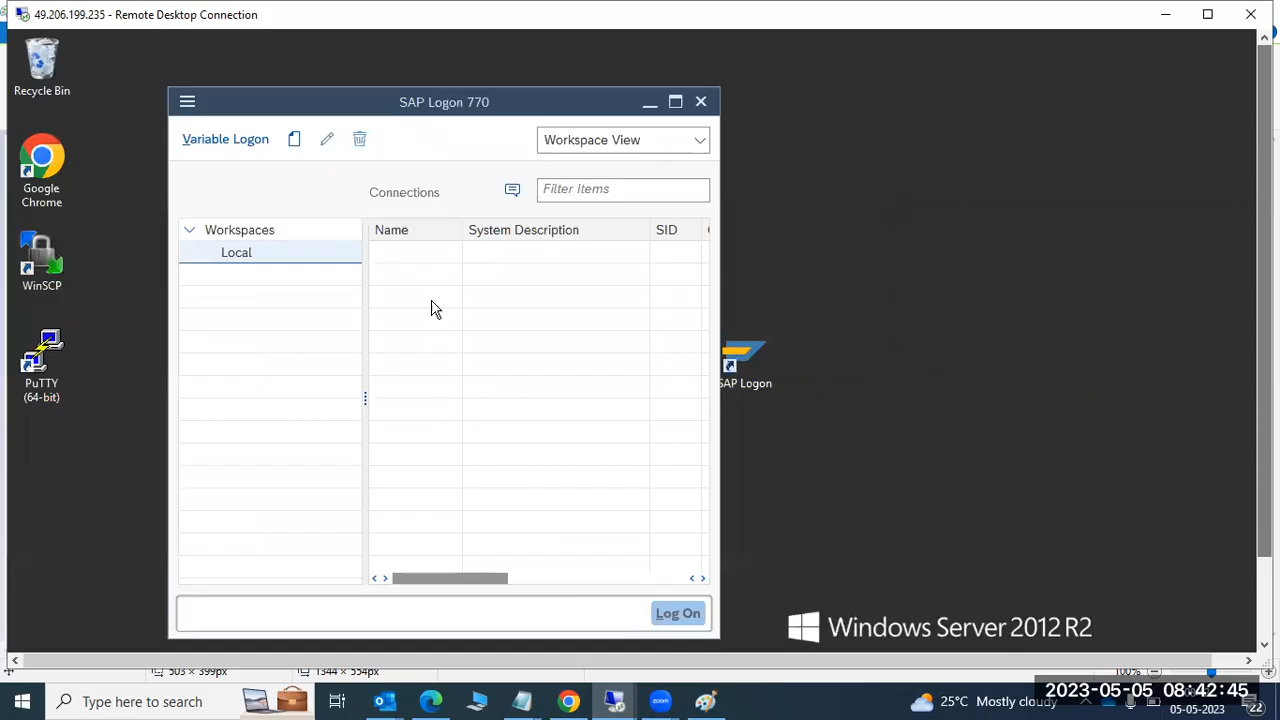 49.206.199.235 - Remote Desktop Connection
Recycle Bin
SAP Logon 770
Variable Logon
Workspace View
Google
Chrome
Connections
Filter Items
Workspaces
Name
System Description
SID
Local
WinSCP
PuTTY
(64-bit)
SAP Logon
Log On
Windows Server 2012 R2
503 × 399px
1344 × 554px
100%
Type here to search
25°C Mostly cloudy
2023-05-05 08:42:45
05-05-2023
22